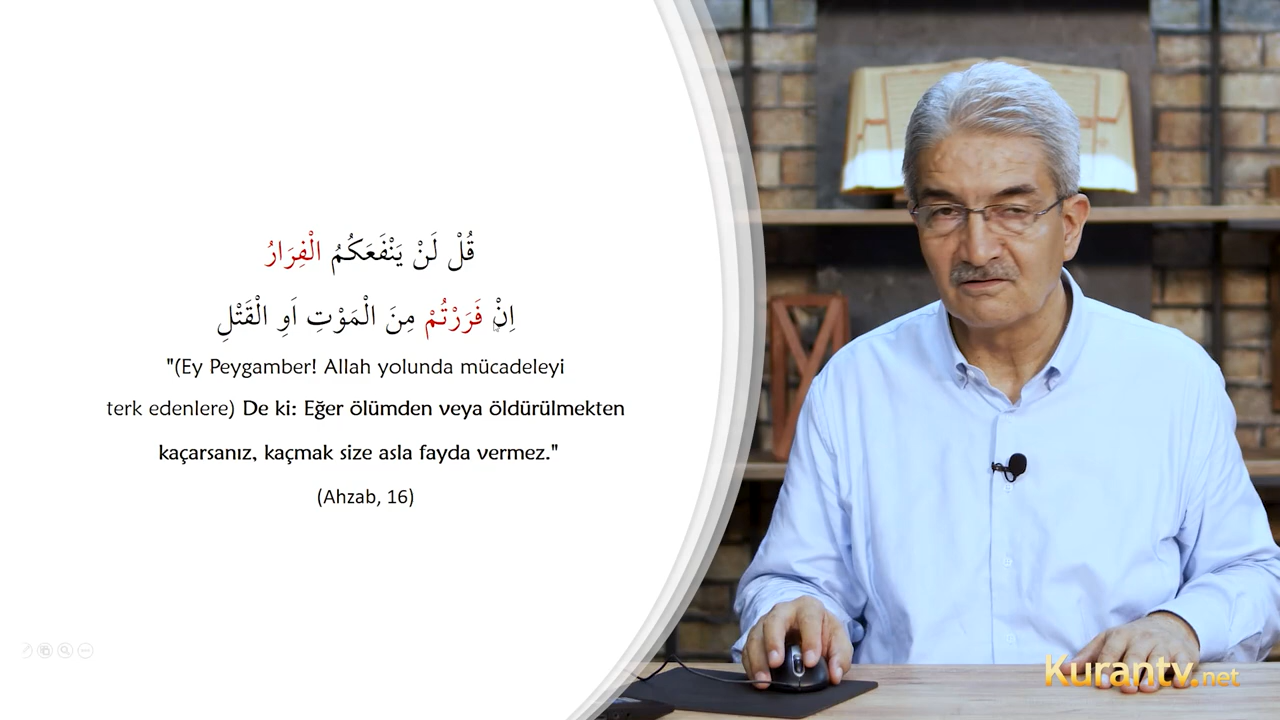 قُلْ لَنْ يَنْفَعَكُمُ الْفِرَارُ
اِنْ فَرَرْتُمْ مِنَ الْمَوْتِ اَوِ الْقَتْلِ
"(Ey Peygamber! Allah yolunda mücadeleyi
terk edenlere) De ki: Eğer ölümden veya öldürülmekten
kaçarsanız, kaçmak size asla fayda vermez."
(Ahzab, 16)
Kurantv.net